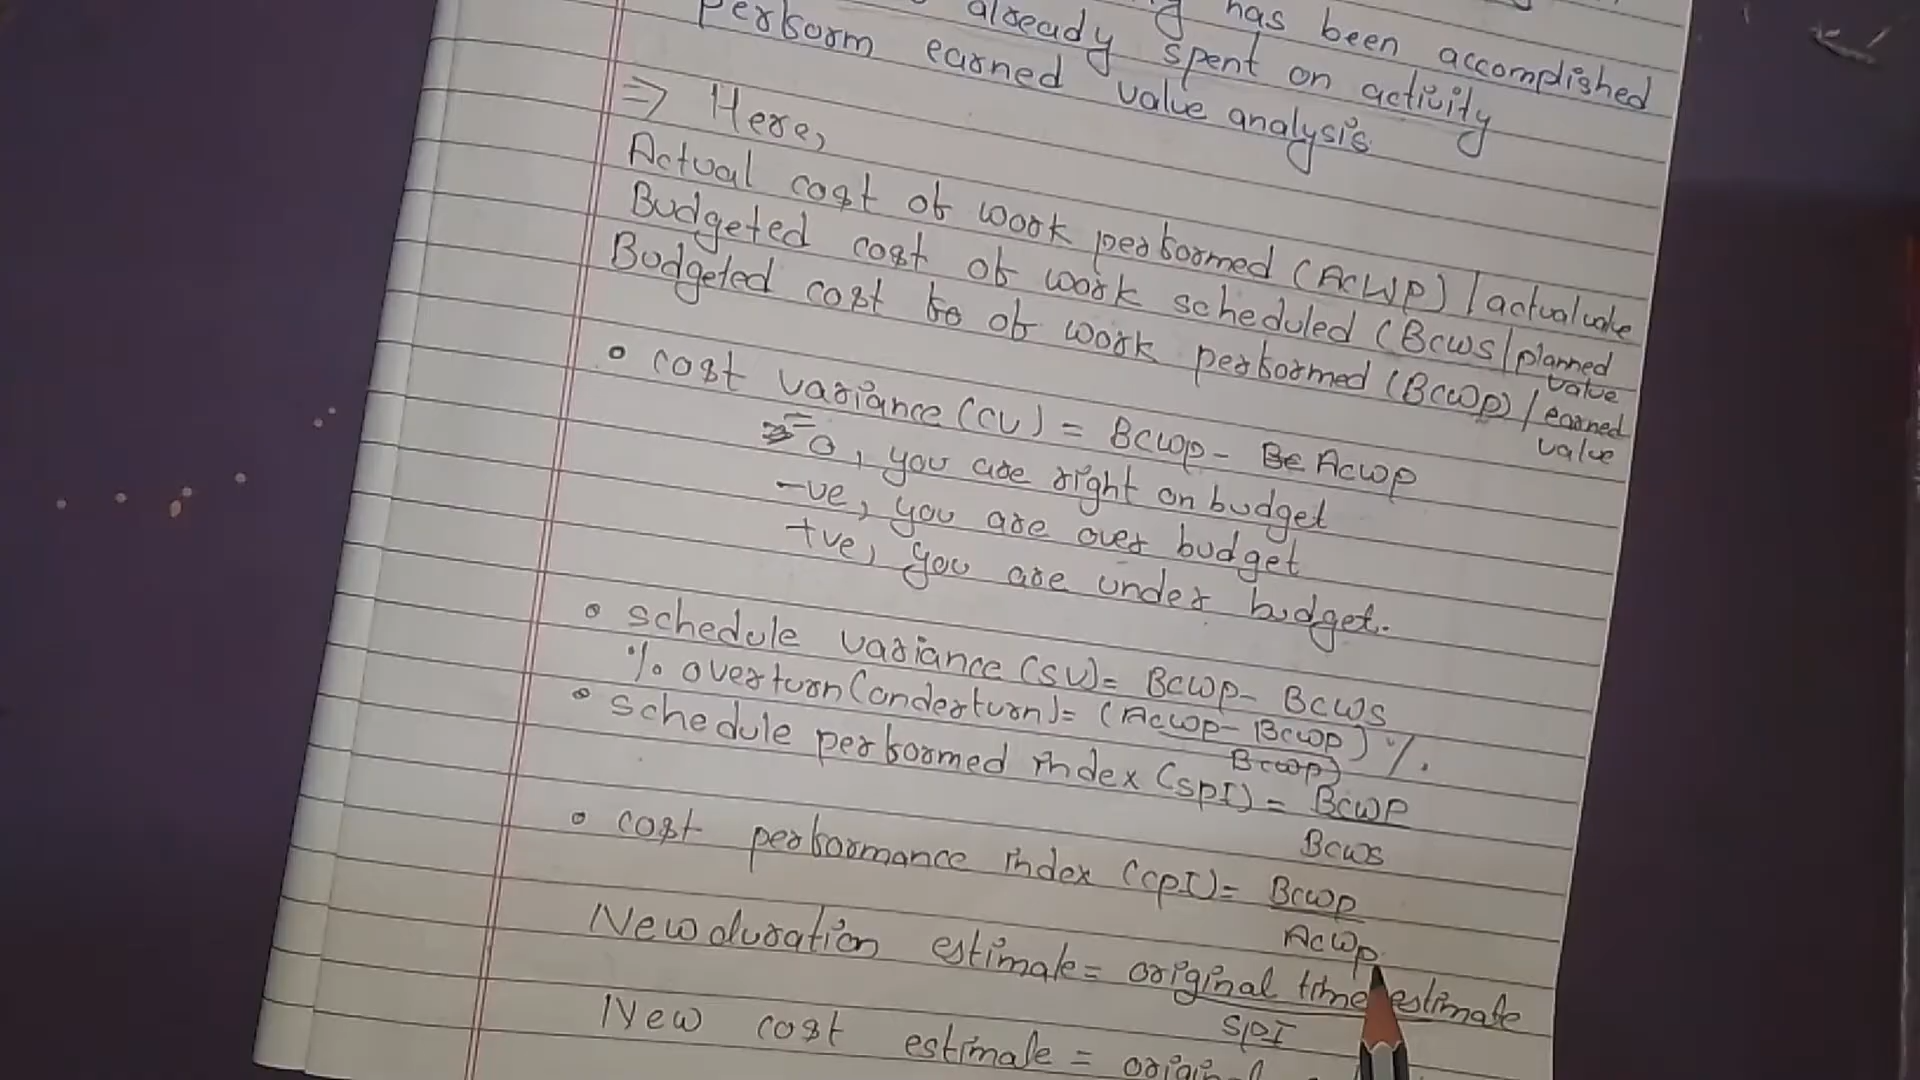 has been accomplished
already spent on activity
perform earned value analysis.
⇒ Here,
Actual cost of work performed (ACWP) / actual value
Budgeted cost of work scheduled (BCWS / planned value
Budgeted cost to of work performed (BCWP) / earned value
• cost variance (CV) = BCWP - BC ACWP
= 0, you are right on budget
-ve, you are over budget
+ve, you are under budget.
• schedule variance (SV) = BCWP - BCWS
% overturn (underturn) = (ACWP - BCWP) %.
BCWP)
• schedule performed index (SPI) = BCWP
BCWS
• cost performance index (CPI) = BCWP
ACWP
New duration estimate = original time estimate
SPI
New cost estimate =